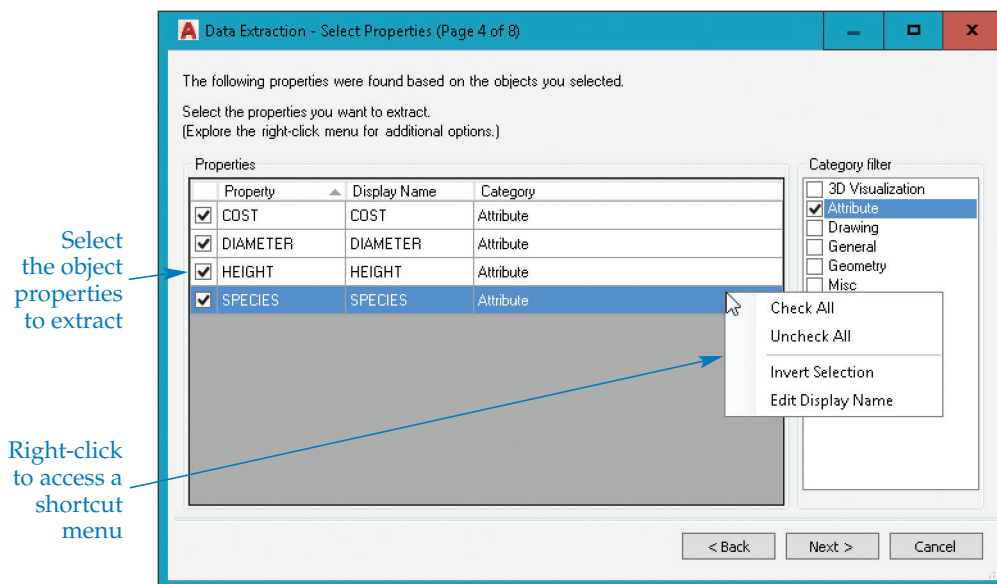 Data Extraction - Select Properties (Page 4 of 8)
The following properties were found based on the objects you selected.
Select the properties you want to extract.
(Explore the right-click menu for additional options.)
Properties
Property Display Name Category
COST COST Attribute
DIAMETER DIAMETER Attribute
HEIGHT HEIGHT Attribute
SPECIES SPECIES Attribute
Category filter
3D Visualization
Attribute
Drawing
General
Geometry
Misc
Check All
Uncheck All
Invert Selection
Edit Display Name
Select
the object
properties
to extract
Right-click
to access a
shortcut
menu
< Back Next > Cancel